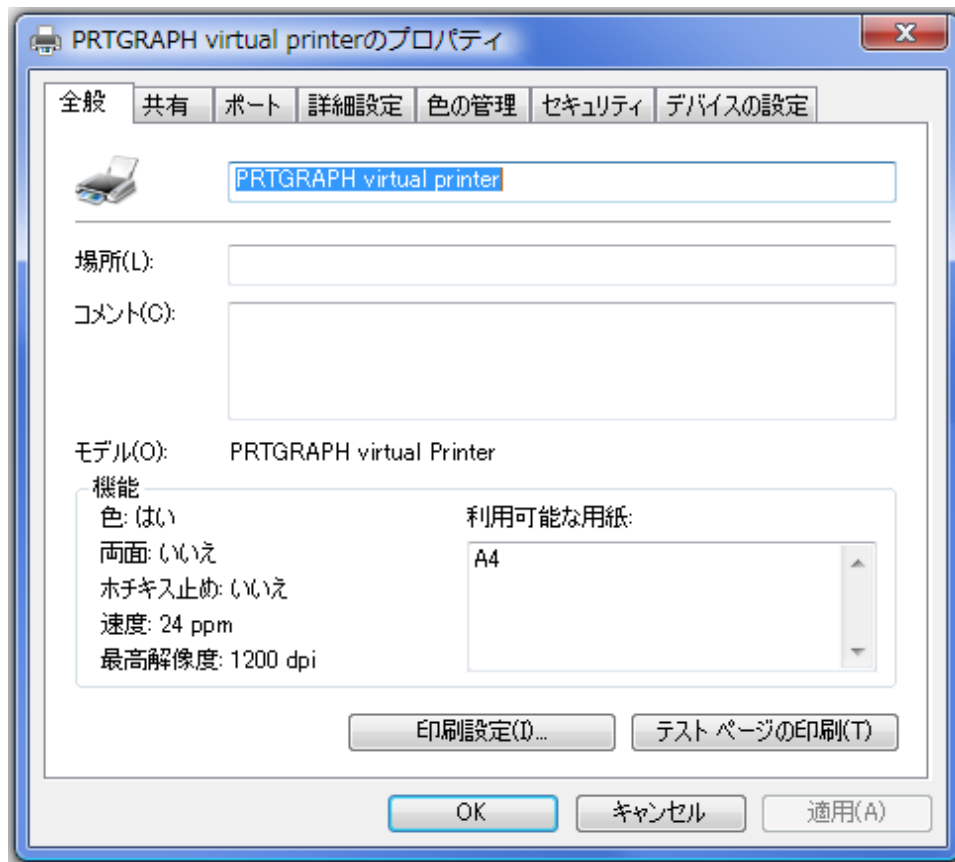 PRTGRAPH virtual printerのプロパティ
全般 共有 ポート 詳細設定 色の管理 セキュリティ デバイスの設定
PRTGRAPH virtual printer
場所(L):
コメント(C):
モデル(O): PRTGRAPH virtual Printer
機能
色: はい
利用可能な用紙:
両面: いいえ
A4
ホチキス止め: いいえ
速度: 24 ppm
最高解像度: 1200 dpi
印刷設定(I)... テスト ページの印刷(T)
OK キャンセル 適用(A)